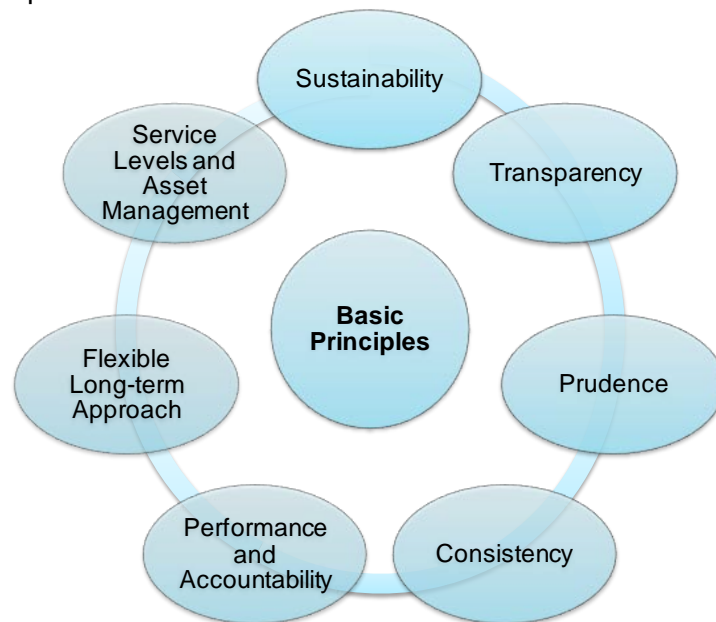 Sustainability
Transparency
Prudence
Consistency
Performance
and
Accountability
Flexible
Long-term
Approach
Service
Levels and
Asset
Management
Basic
Principles